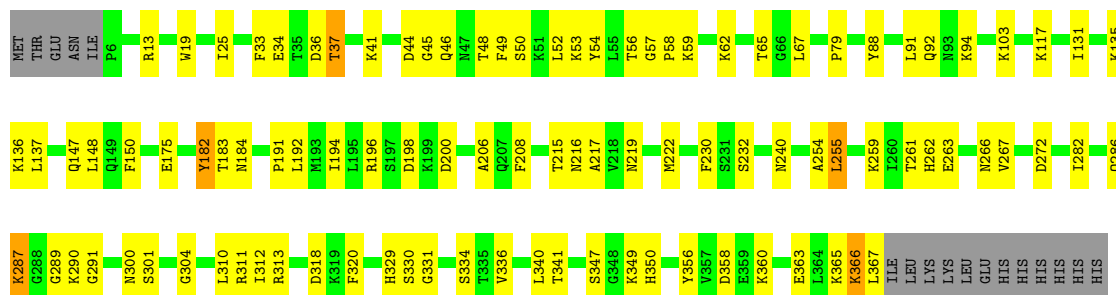 MET THR GLU ASN ILE P6 R13 W19 I25 F33 E34 T35 D36 T37 K41 D44 G45 Q46 N47 T48 F49 S50 K51 L52 K53 Y54 L55 T56 G57 P58 K59 K62 T65 G66 L67 P79 Y88 L91 Q92 N93 K94 K103 K117 I131 K135
K136 L137 Q147 L148 Q149 F150 E175 Y182 T183 N184 P191 L192 M193 I194 L195 R196 S197 D198 K199 D200 A206 Q207 F208 T215 N216 A217 V218 N219 M222 F230 S231 S232 N240 A254 L255 K259 I260 T261 H262 E263 N266 V267 D272 I282
K287 G288 G289 K290 G291 N300 S301 G304 L310 R311 I312 R313 D318 K319 F320 H329 S330 G331 S334 T335 V336 L340 T341 S347 G348 K349 H350 Y356 V357 D358 E359 K360 E363 L364 K365 K366 L367 ILE LEU LYS LYS LEU GLU HIS HIS HIS HIS HIS HIS